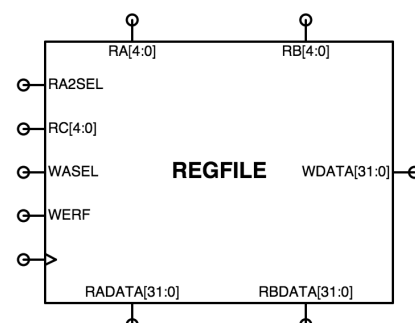 RA[4:0] RB[4:0]
RA2SEL
RC[4:0]
WASEL
REGFILE WDATA[31:0]
WERF
RADATA[31:0] RBDATA[31:0]